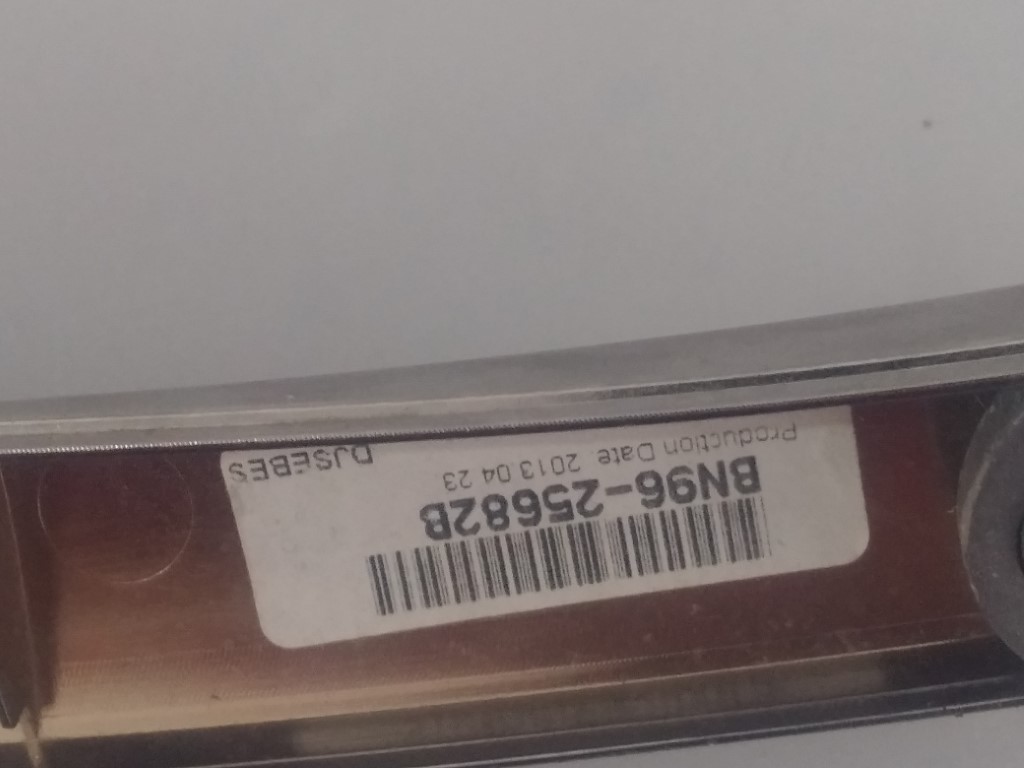 BN96-25682B
Production Date 2013 04 23
DJSEBES